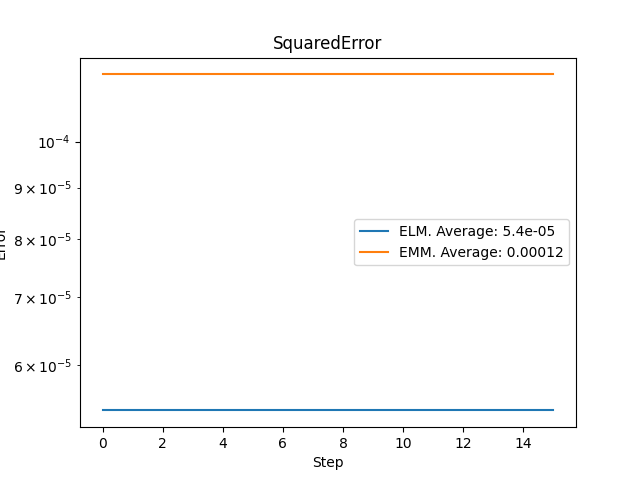 SquaredError
10⁻⁴
9 × 10⁻⁵
8 × 10⁻⁵
7 × 10⁻⁵
6 × 10⁻⁵
Error
ELM. Average: 5.4e-05
EMM. Average: 0.00012
0 2 4 6 8 10 12 14
Step